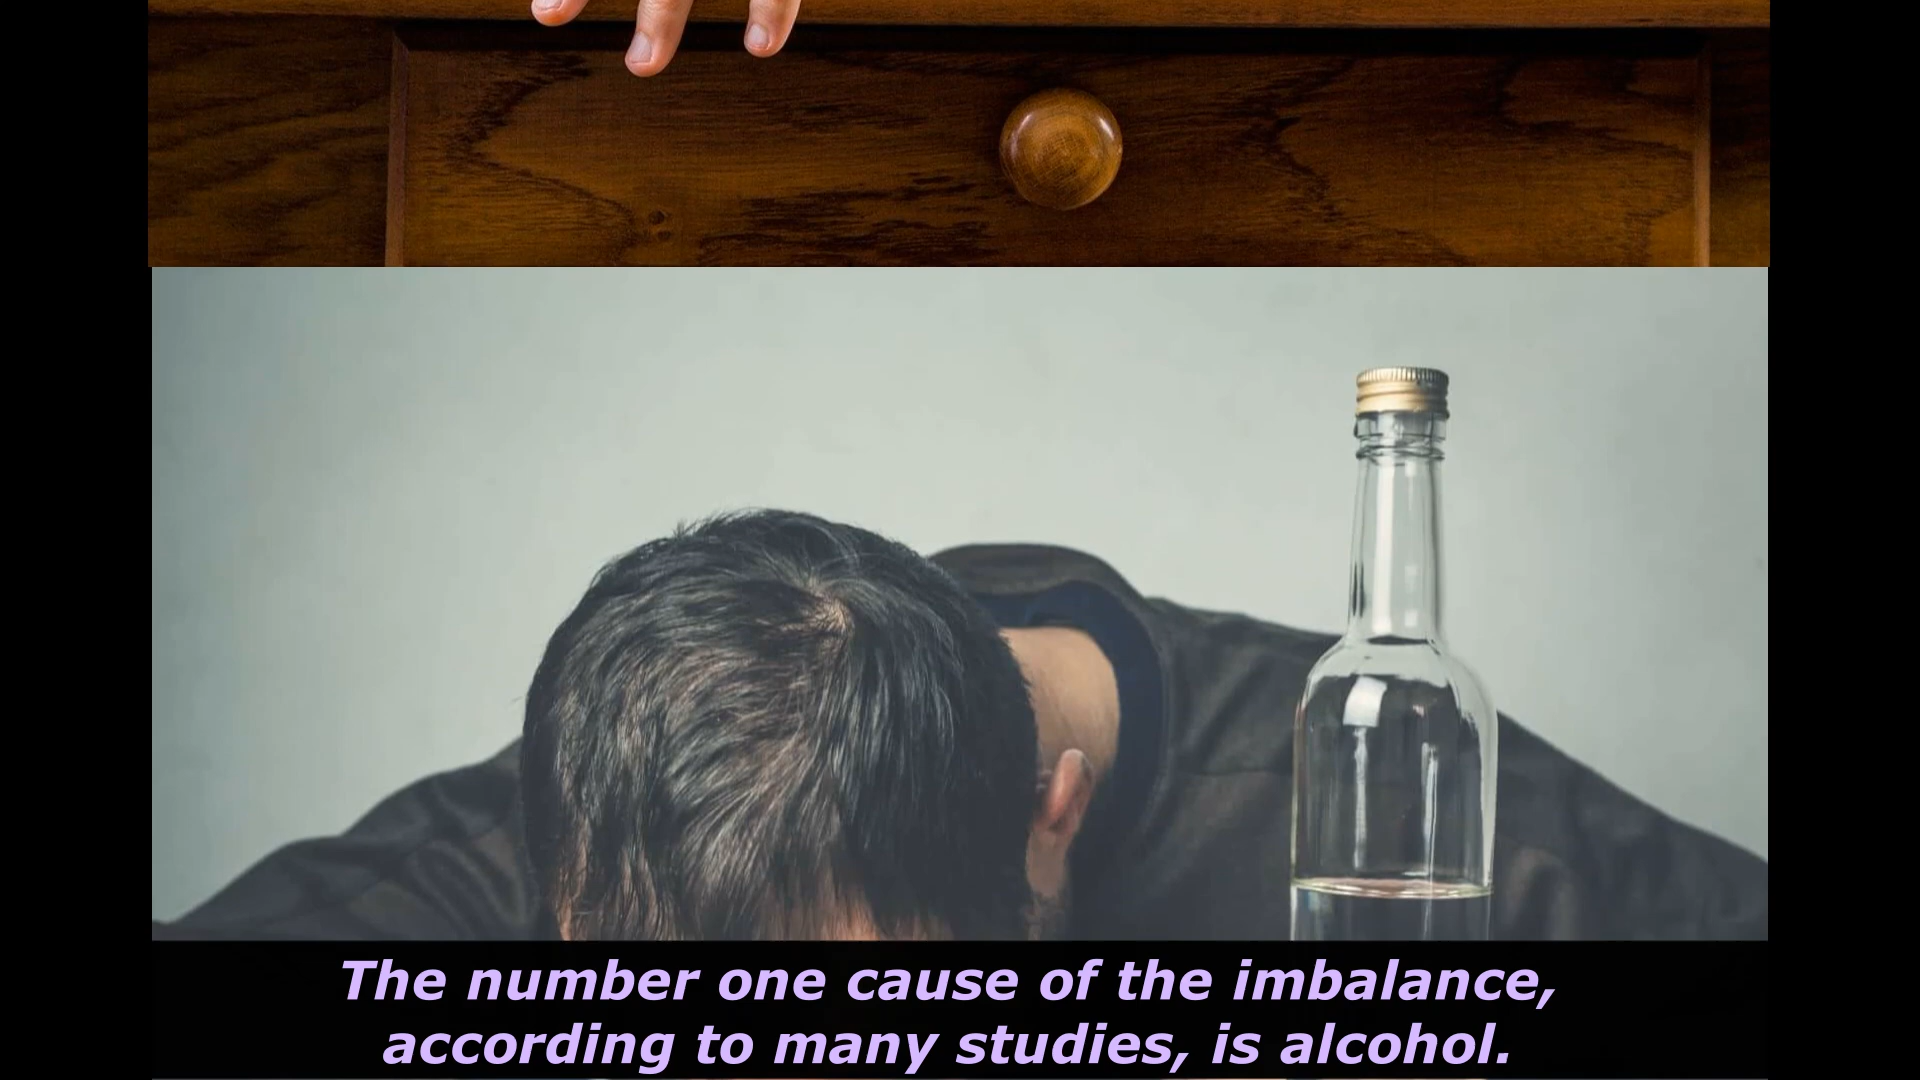 The number one cause of the imbalance,
according to many studies, is alcohol.